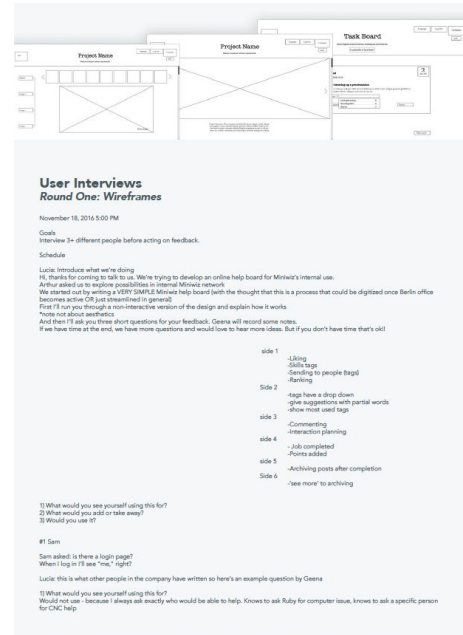 Project Name
Project Name
Task Board
User Interviews
Round One: Wireframes
November 18, 2016 5:00 PM
Goals
Interview 3+ different people before acting on feedback.
Schedule
Lucia: Introduce what we're doing
Hi, thanks for coming to talk to us. We're trying to develop an online help board for Miniwiz's internal use.
Arthur asked us to explore possibilities in internal Miniwiz network
We started out by writing a VERY SIMPLE Miniwiz help board (with the thought that this is a process that could be digitized once Berlin office
becomes active OR just streamlined in general)
First I'll run you through a non-interactive version of the design and explain how it works
*note not about aesthetics
And then I'll ask you three short questions for your feedback. Geena will record some notes.
If we have time at the end, we have more questions and would love to hear more ideas. But if you don't have time that's ok!l
side 1
-Liking
-Skills tags
-Sending to people (tags)
-Ranking
Side 2
-tags have a drop down
-give suggestions with partial words
-show most used tags
side 3
-Commenting
-Interaction planning
side 4
- Job completed
-Points added
side 5
-Archiving posts after completion
Side 6
-'see more' to archiving
1) What would you see yourself using this for?
2) What would you add or take away?
3) Would you use it?
#1 Sam
Sam asked: is there a login page?
When I log in I'll see "me," right?
Lucia: this is what other people in the company have written so here's an example question by Geena
1) What would you see yourself using this for?
Would not use - because I always ask exactly who would be able to help. Knows to ask Ruby for computer issue, knows to ask a specific person
for CNC help